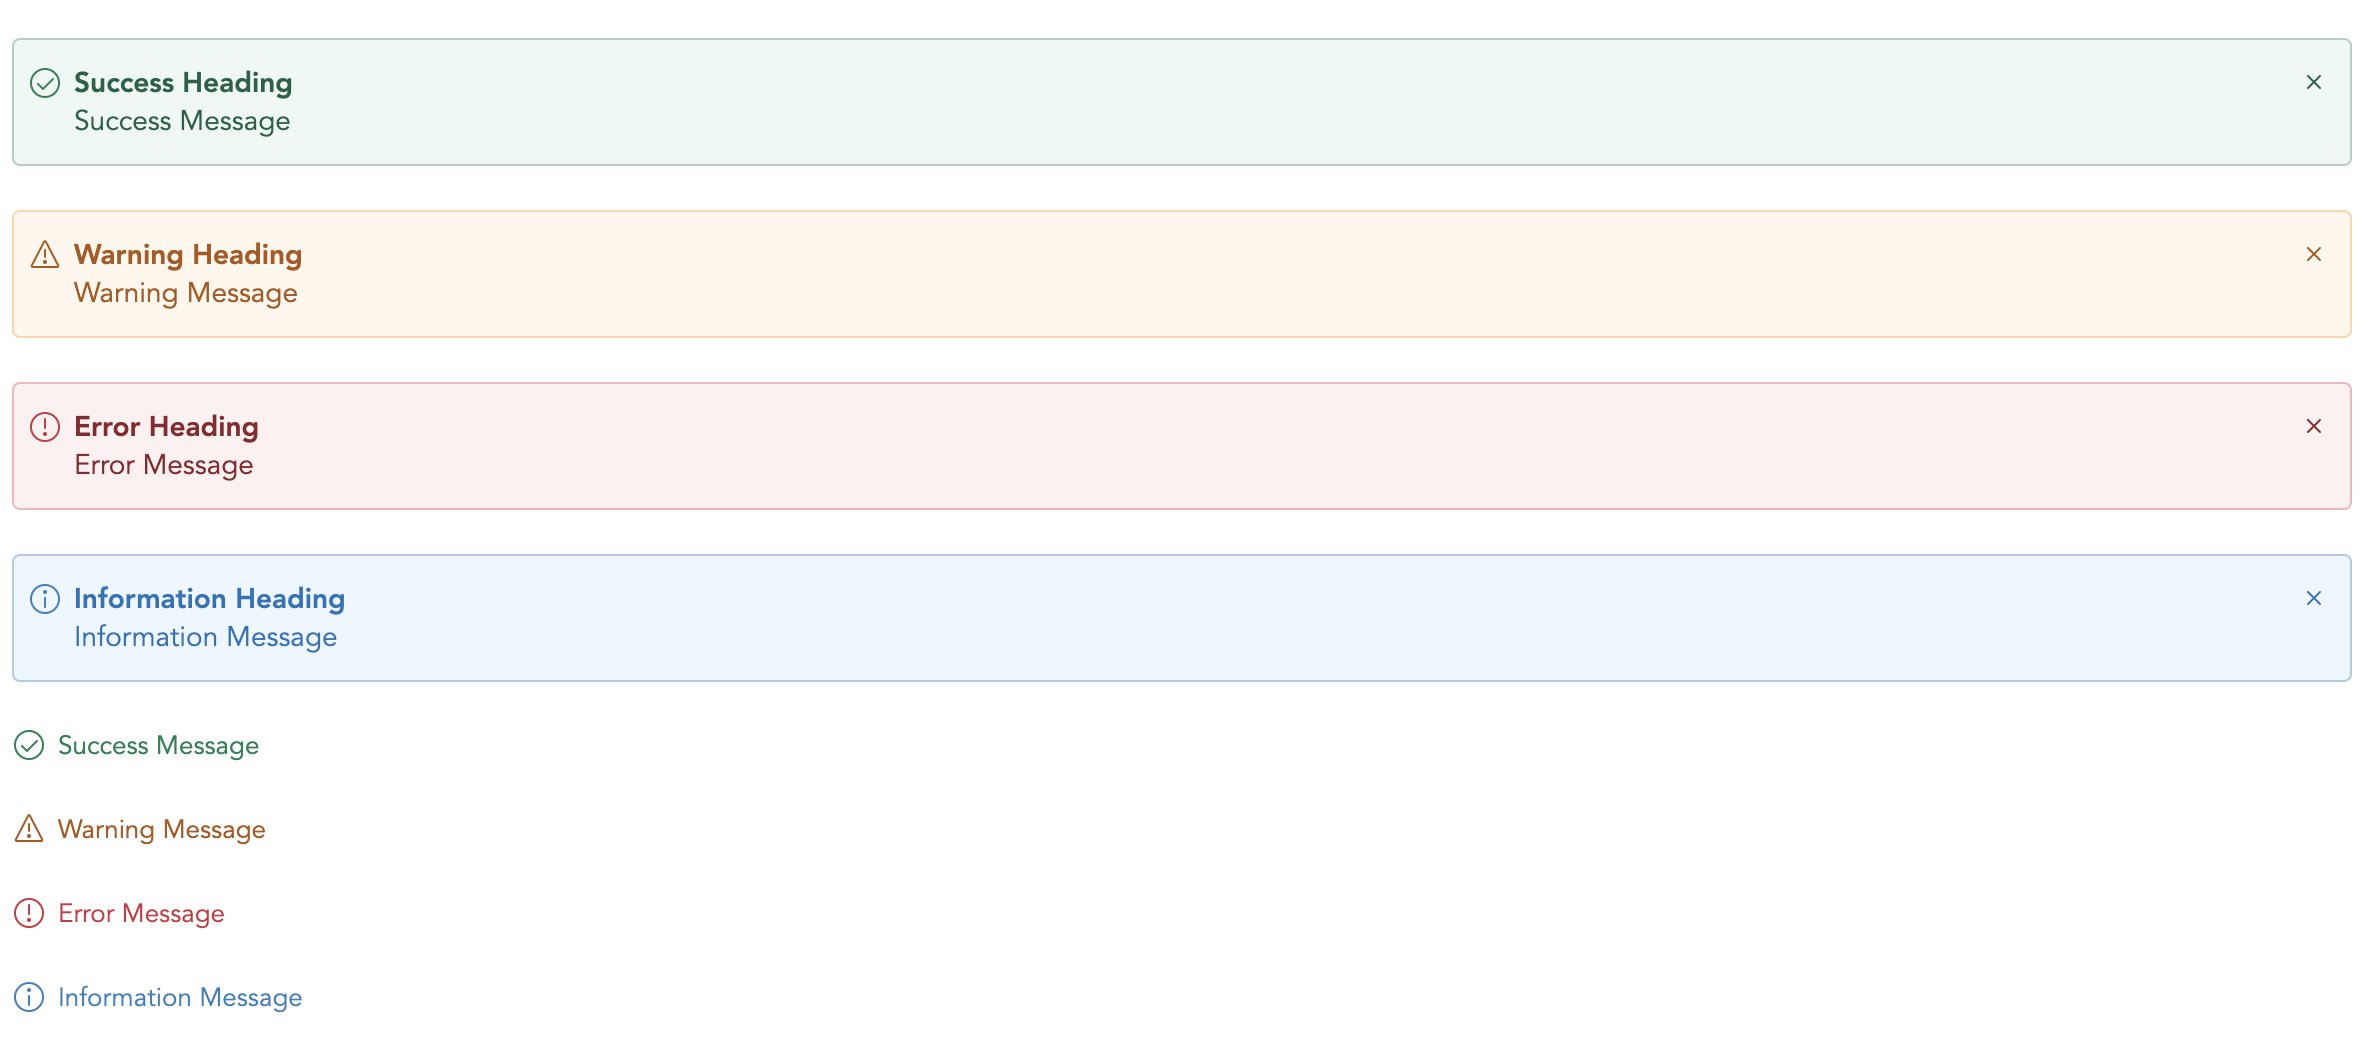 Success Heading
Success Message
Warning Heading
Warning Message
Error Heading
Error Message
Information Heading
Information Message
Success Message
Warning Message
Error Message
Information Message